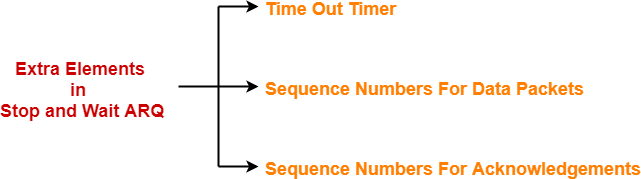 Extra Elements
in
Stop and Wait ARQ
Time Out Timer
Sequence Numbers For Data Packets
Sequence Numbers For Acknowledgements